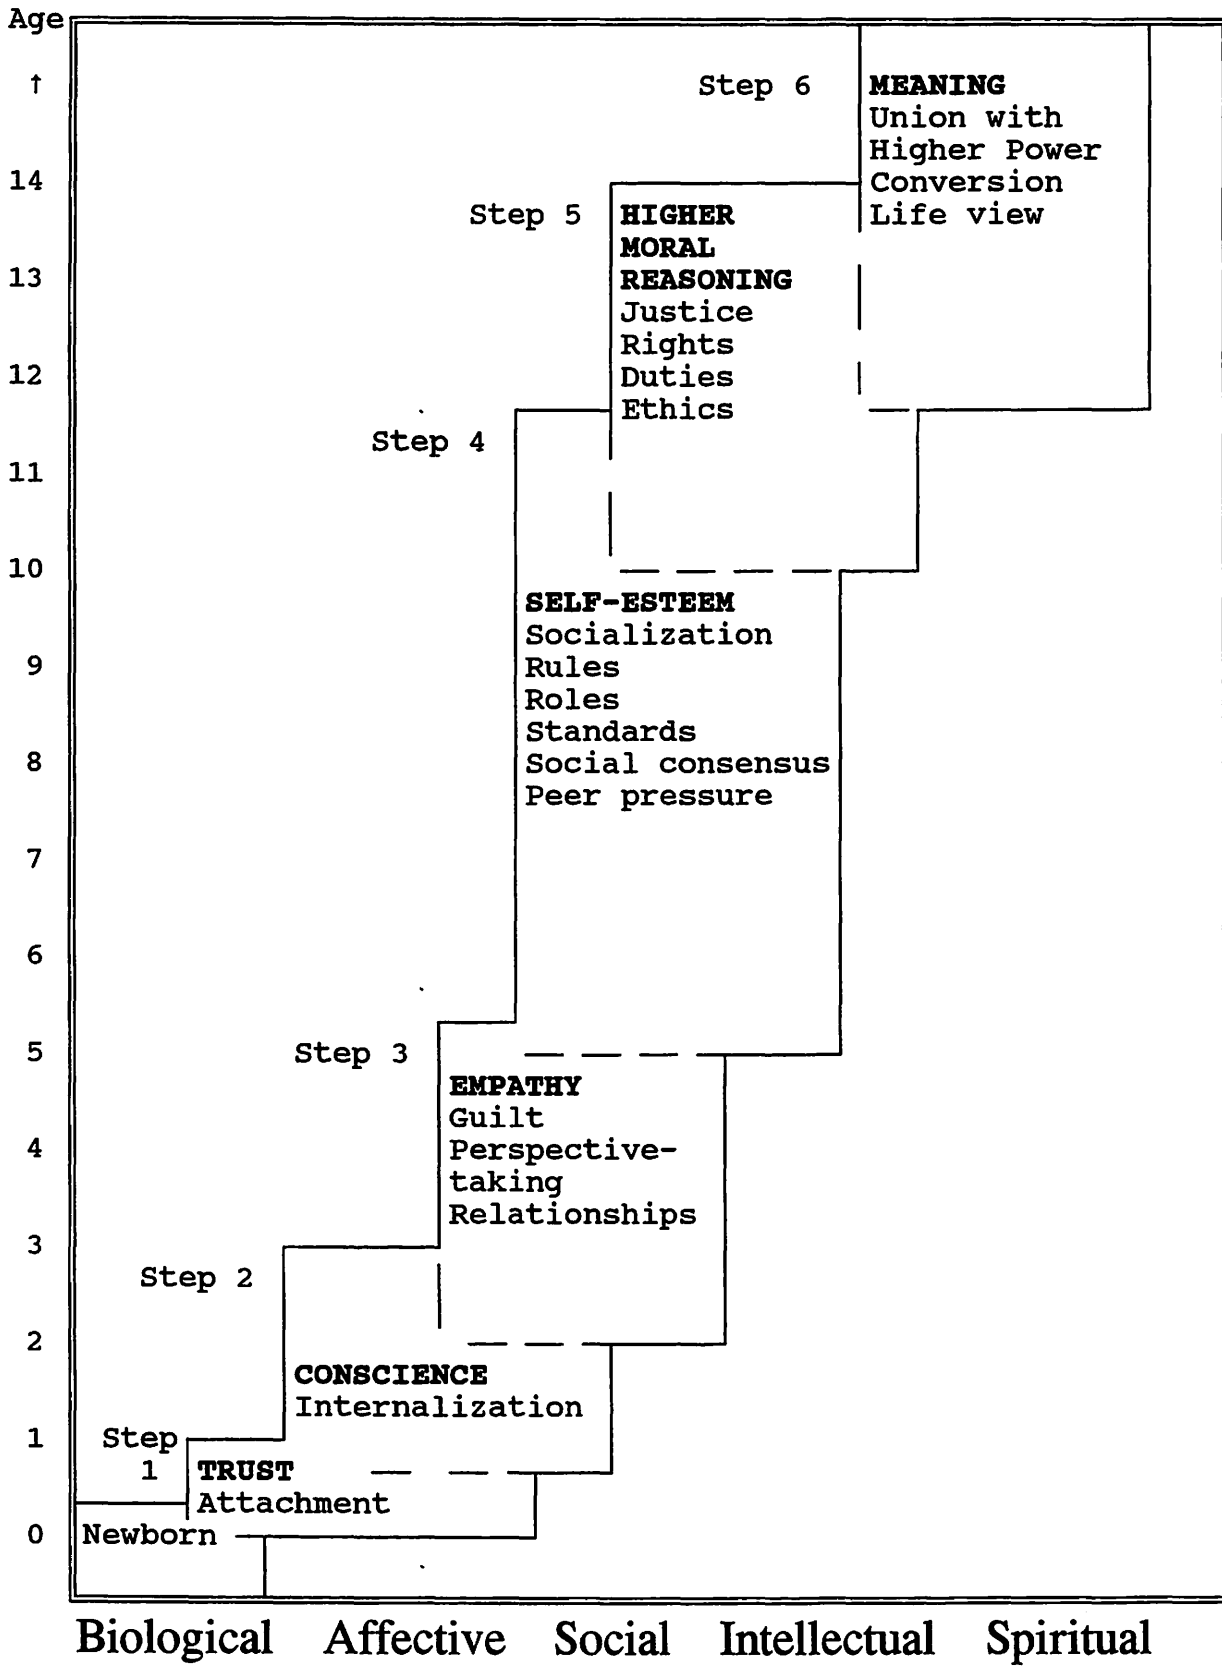 Age
↑
Step 6
MEANING
Union with
Higher Power
Conversion
Life view
14
Step 5
HIGHER
MORAL
REASONING
Justice
Rights
Duties
Ethics
13
12
Step 4
11
10
SELF-ESTEEM
Socialization
Rules
Roles
Standards
Social consensus
Peer pressure
9
8
7
6
5
Step 3
EMPATHY
Guilt
Perspective-
taking
Relationships
4
3
Step 2
2
CONSCIENCE
Internalization
1
Step
1
TRUST
Attachment
0
Newborn
Biological Affective Social Intellectual Spiritual